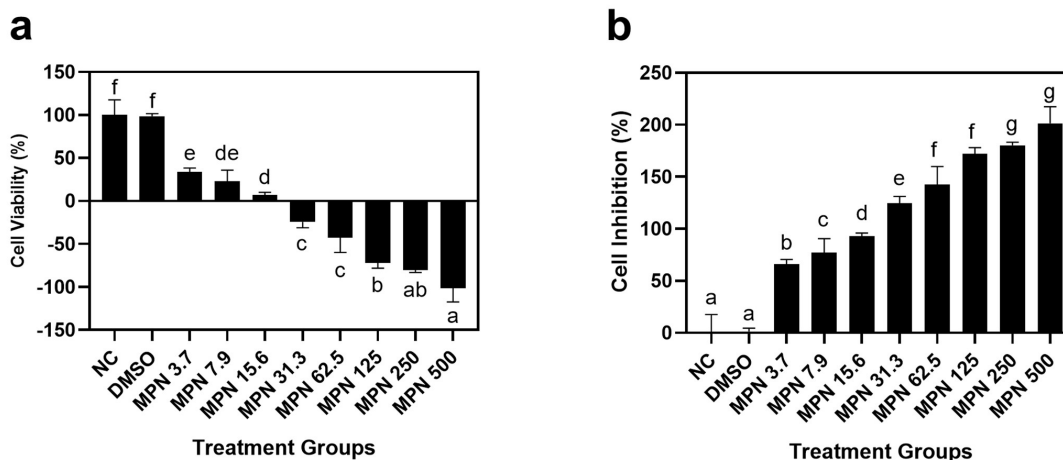 a
Cell Viability (%)
150
100
50
0
-50
-100
-150
f
f
e
de
d
c
c
b
ab
a
NC
DMSO
MPN 3.7
MPN 7.9
MPN 15.6
MPN 31.3
MPN 62.5
MPN 125
MPN 250
MPN 500
Treatment Groups
b
Cell Inhibition (%)
250
200
150
100
50
0
a
a
b
c
d
e
f
f
g
g
NC
DMSO
MPN 3.7
MPN 7.9
MPN 15.6
MPN 31.3
MPN 62.5
MPN 125
MPN 250
MPN 500
Treatment Groups